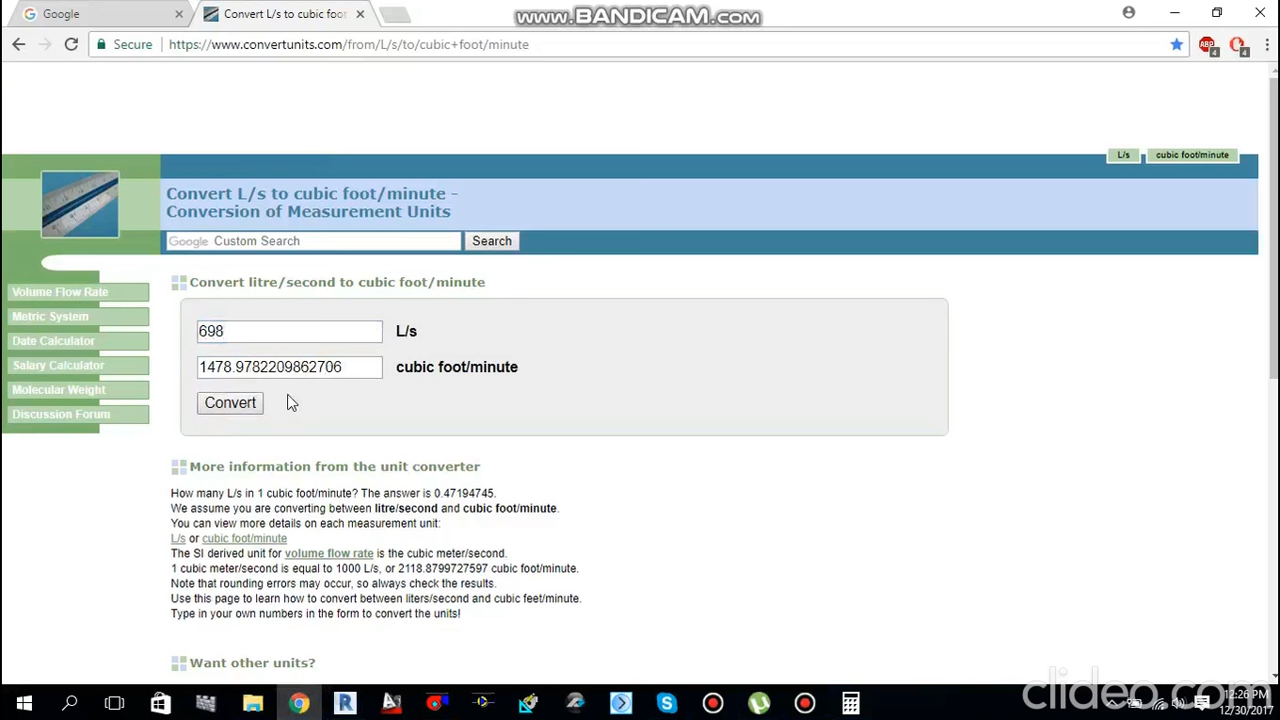 Google
Convert L/s to cubic foo
www.BANDICAM.com
Secure
https://www.convertunits.com/from/L/s/to/cubic+foot/minute
ABP
4
4
L/s
cubic foot/minute
Convert L/s to cubic foot/minute -
Conversion of Measurement Units
Google Custom Search
Search
Volume Flow Rate
Metric System
Date Calculator
Salary Calculator
Molecular Weight
Discussion Forum
Convert litre/second to cubic foot/minute
698 L/s
1478.9782209862706 cubic foot/minute
Convert
More information from the unit converter
How many L/s in 1 cubic foot/minute? The answer is 0.47194745.
We assume you are converting between litre/second and cubic foot/minute.
You can view more details on each measurement unit:
L/s or cubic foot/minute
The SI derived unit for volume flow rate is the cubic meter/second.
1 cubic meter/second is equal to 1000 L/s, or 2118.8799727597 cubic foot/minute.
Note that rounding errors may occur, so always check the results.
Use this page to learn how to convert between liters/second and cubic feet/minute.
Type in your own numbers in the form to convert the units!
Want other units?
clideo.com
12:26 PM
12/30/2017